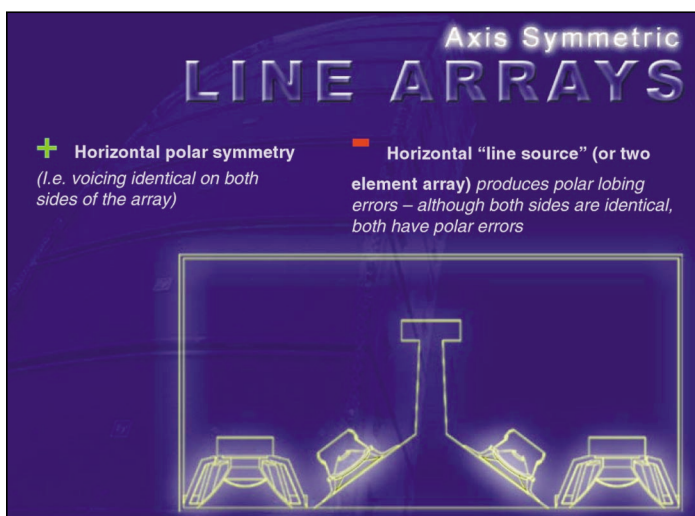 Axis Symmetric
LINE ARRAYS
+ Horizontal polar symmetry
(I.e. voicing identical on both
sides of the array)
- Horizontal “line source” (or two
element array) produces polar lobing
errors – although both sides are identical,
both have polar errors